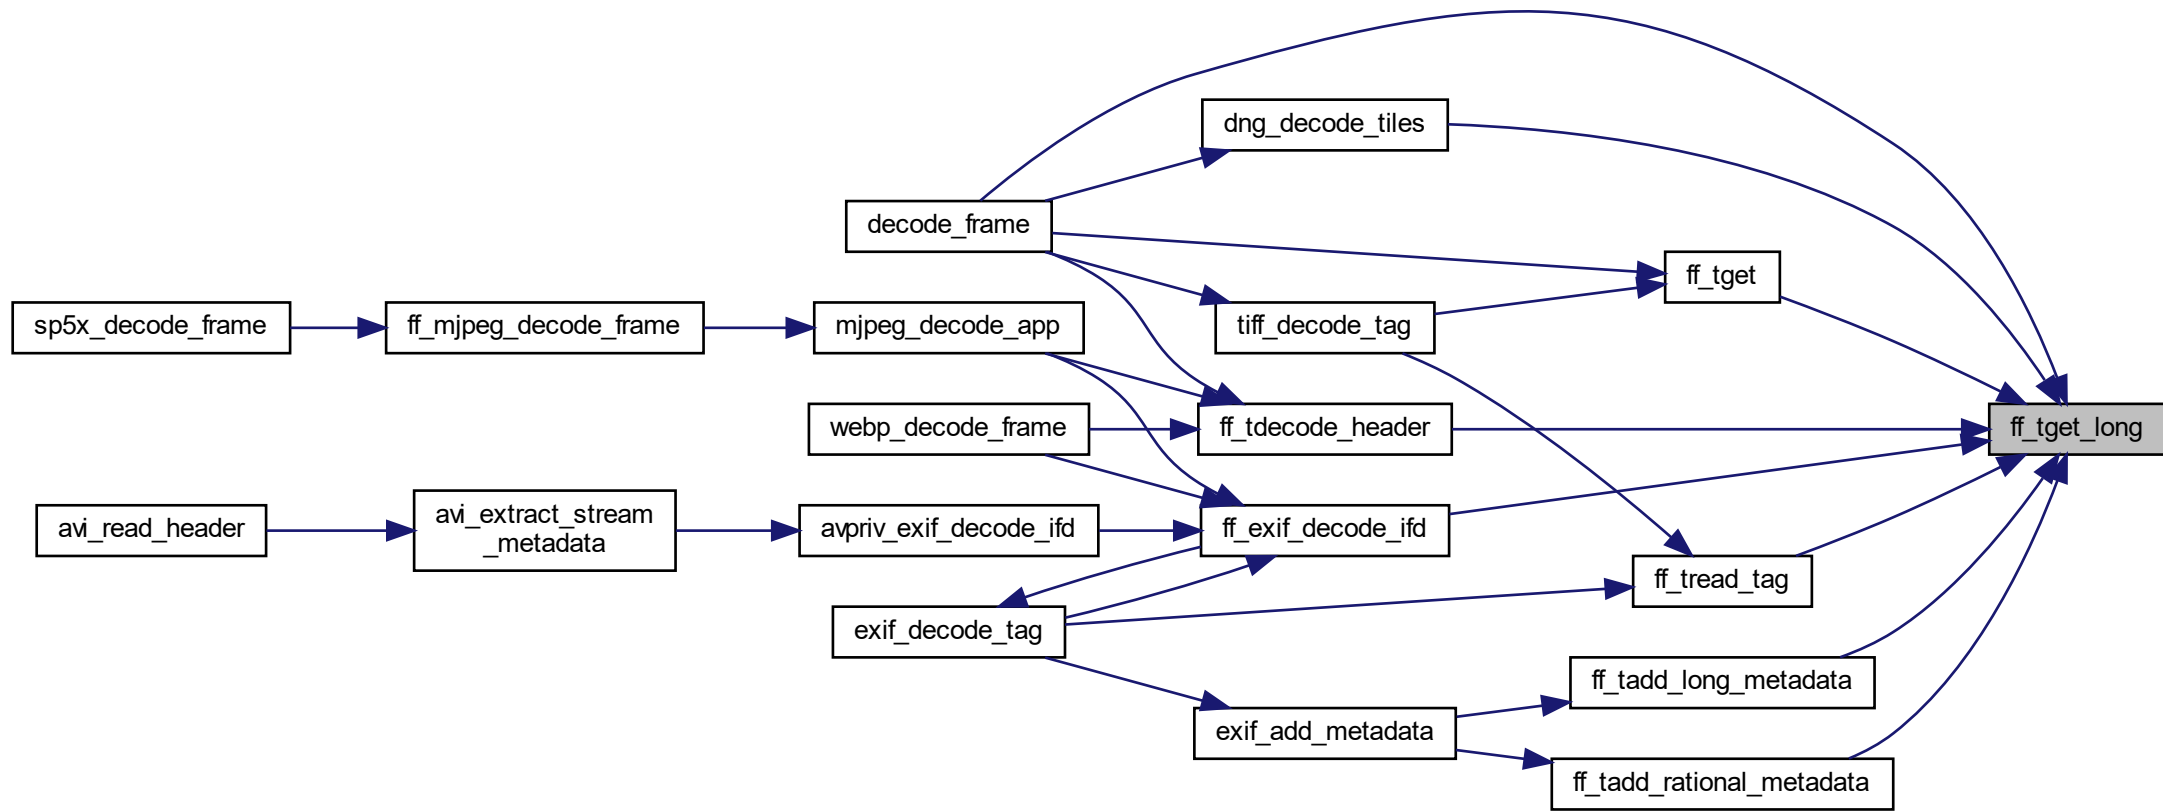 dng_decode_tiles
decode_frame
ff_tget
sp5x_decode_frame
ff_mjpeg_decode_frame
mjpeg_decode_app
tiff_decode_tag
webp_decode_frame
ff_tdecode_header
ff_tget_long
avi_read_header
avi_extract_stream
_metadata
avpriv_exif_decode_ifd
ff_exif_decode_ifd
ff_tread_tag
exif_decode_tag
ff_tadd_long_metadata
exif_add_metadata
ff_tadd_rational_metadata